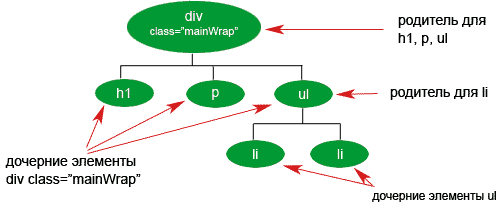 div
class="mainWrap"
родитель для
h1, p, ul
h1
p
ul
родитель для li
дочерние элементы
div class="mainWrap"
li
li
дочерние элементы ul